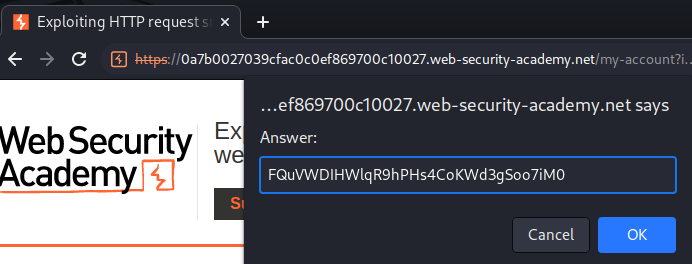 Exploiting HTTP request s
https://0a7b0027039cfac0c0ef869700c10027.web-security-academy.net/my-account?i...
...ef869700c10027.web-security-academy.net says
Answer:
FQuVWDIHWlqR9hPHs4CoKWd3gSoo7iM0
Cancel
OK
Web Security
Academy
Ex
we
Su